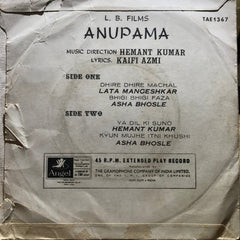 L. B. FILMS
TAE1367
ANUPAMA
MUSIC DIRECTION HEMANT KUMAR
LYRICS. KAIFI AZMI
SIDE ONE
DHIRE DHIRE MACHAL
LATA MANGESHKAR
BHIGI BHIGI FAZA
ASHA BHOSLE
SIDE TWO
YA DIL KI SUNO
HEMANT KUMAR
KYUN MUJHE ITNI KHUSHI
ASHA BHOSLE
Angel
45 R.P.M. EXTENDED PLAY RECORD
THE GRAMOPHONE COMPANY OF INDIA LIMITED.